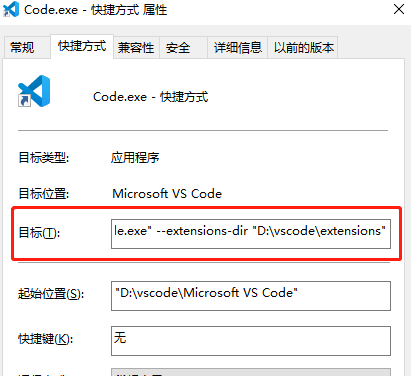 Code.exe - 快捷方式 属性
常规 快捷方式 兼容性 安全 详细信息 以前的版本
Code.exe - 快捷方式
目标类型: 应用程序
目标位置: Microsoft VS Code
目标(T): le.exe" --extensions-dir "D:\vscode\extensions"
起始位置(S): "D:\vscode\Microsoft VS Code"
快捷键(K): 无